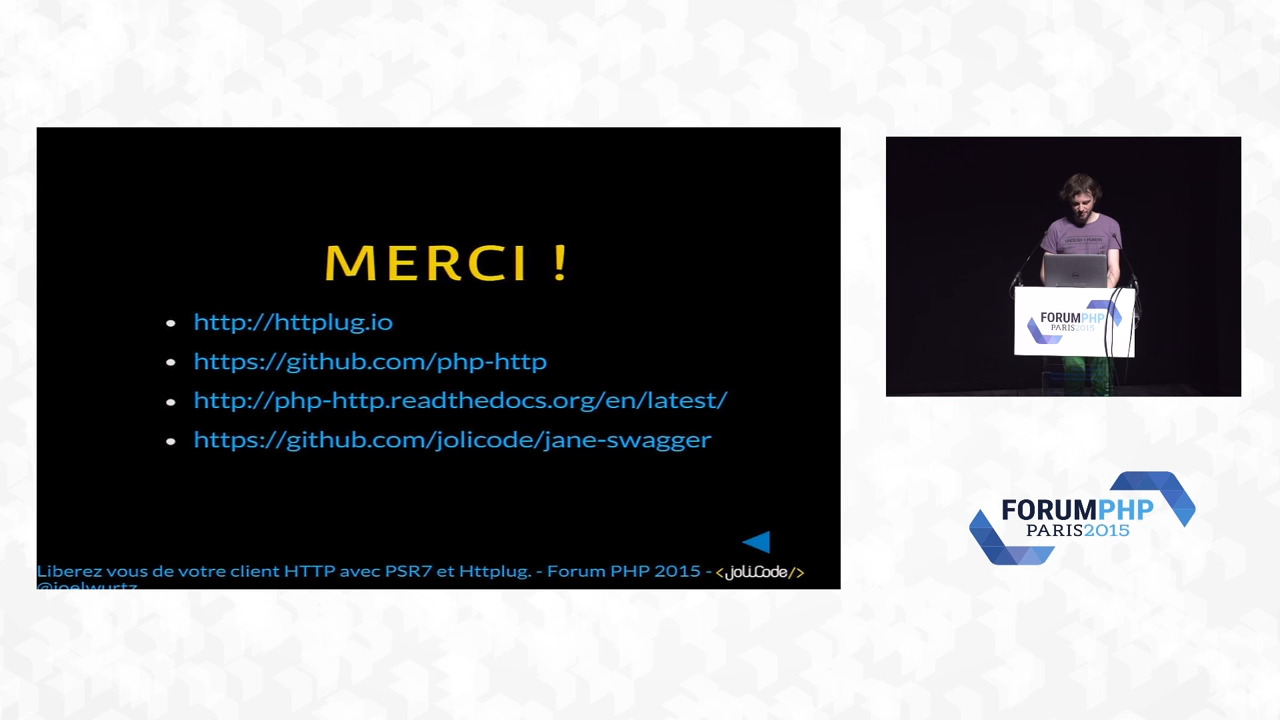 MERCI !
http://httplug.io
https://github.com/php-http
http://php-http.readthedocs.org/en/latest/
https://github.com/jolicode/jane-swagger
Liberez vous de votre client HTTP avec PSR7 et Httplug. - Forum PHP 2015 - <joliCode/>
@joelwurtz
FORUMPHP
PARIS2015
FORUMPHP
PARIS2015